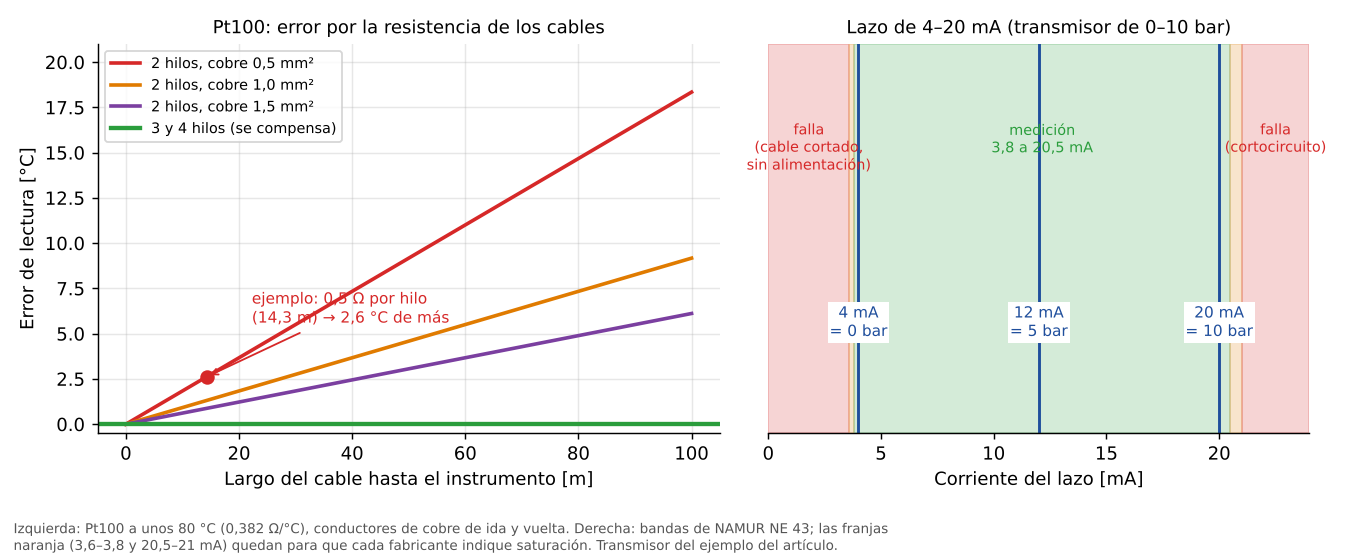 Pt100: error por la resistencia de los cables
2 hilos, cobre 0,5 mm²
2 hilos, cobre 1,0 mm²
2 hilos, cobre 1,5 mm²
3 y 4 hilos (se compensa)
20.0
17.5
15.0
12.5
10.0
7.5
5.0
2.5
0.0
Error de lectura [°C]
ejemplo: 0,5 Ω por hilo
(14,3 m) → 2,6 °C de más
0
20
40
60
80
100
Largo del cable hasta el instrumento [m]
Lazo de 4–20 mA (transmisor de 0–10 bar)
falla
(cable cortado,
sin alimentación)
medición
3,8 a 20,5 mA
falla
(cortocircuito)
4 mA
= 0 bar
12 mA
= 5 bar
20 mA
= 10 bar
0
5
10
15
20
Corriente del lazo [mA]
Izquierda: Pt100 a unos 80 °C (0,382 Ω/°C), conductores de cobre de ida y vuelta. Derecha: bandas de NAMUR NE 43; las franjas
naranja (3,6–3,8 y 20,5–21 mA) quedan para que cada fabricante indique saturación. Transmisor del ejemplo del artículo.